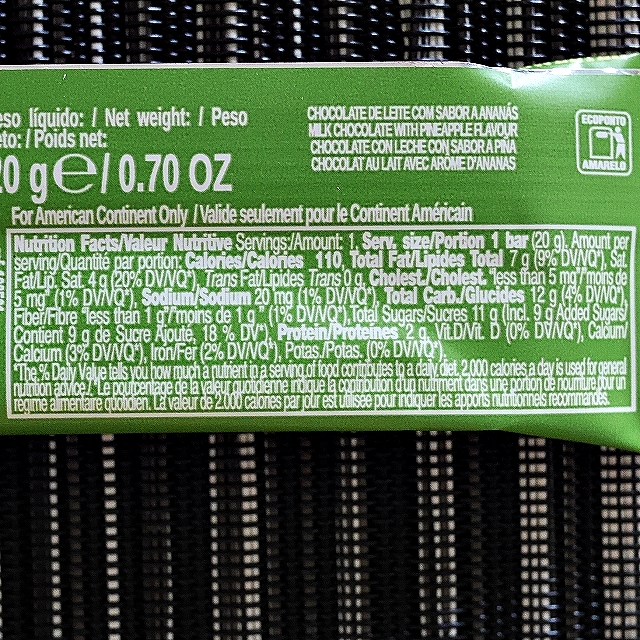 eso líquido: / Net weight: / Peso
eto: / Poids net:
20 g e / 0.70 OZ
CHOCOLATE DE LEITE COM SABOR A ANANÁS
MILK CHOCOLATE WITH PINEAPPLE FLAVOUR
CHOCOLATE CON LECHE CON SABOR A PIÑA
CHOCOLAT AU LAIT AVEC ARÔME D'ANANAS
ECOPONTO
AMARELO
For American Continent Only / Valide seulement pour le Continent Américain
Nutrition Facts/Valeur Nutritive Servings:/Amount: 1, Serv. size/Portion 1 bar (20 g), Amount per
serving/Quantité par portion: Calories/Calories 110, Total Fat/Lipides Total 7 g (9% DV/VQ*), Sat.
Fat/Lip. Sat. 4 g (20% DV/VQ*), Trans Fat/Lipides Trans 0 g, Cholest./Cholest. "less than 5 mg"/"moins de
5 mg" (1% DV/VQ*), Sodium/Sodium 20 mg (1% DV/VQ*), Total Carb./Glucides 12 g (4% DV/VQ*),
Fiber/Fibre "less than 1 g"/"moins de 1 g" (1% DV/VQ*), Total Sugars/Sucres 11 g (Incl. 9 g Added Sugars/
Contient 9 g de Sucre Ajouté, 18 % DV*), Protein/Protéines 2 g, Vit.D/Vit. D (0% DV/VQ*), Calcium/
Calcium (3% DV/VQ*), Iron/Fer (2% DV/VQ*), Potas./Potas. (0% DV/VQ*).
*The % Daily Value tells you how much a nutrient in a serving of food contributes to a daily diet. 2,000 calories a day is used for general
nutrition advice./*Le pourcentage de la valeur quotidienne indique la contribution d'un nutriment dans une portion de nourriture pour un
régime alimentaire quotidien. La valeur de 2.000 calories par jour est utilisée pour indiquer les apports nutritionnels recommandés.